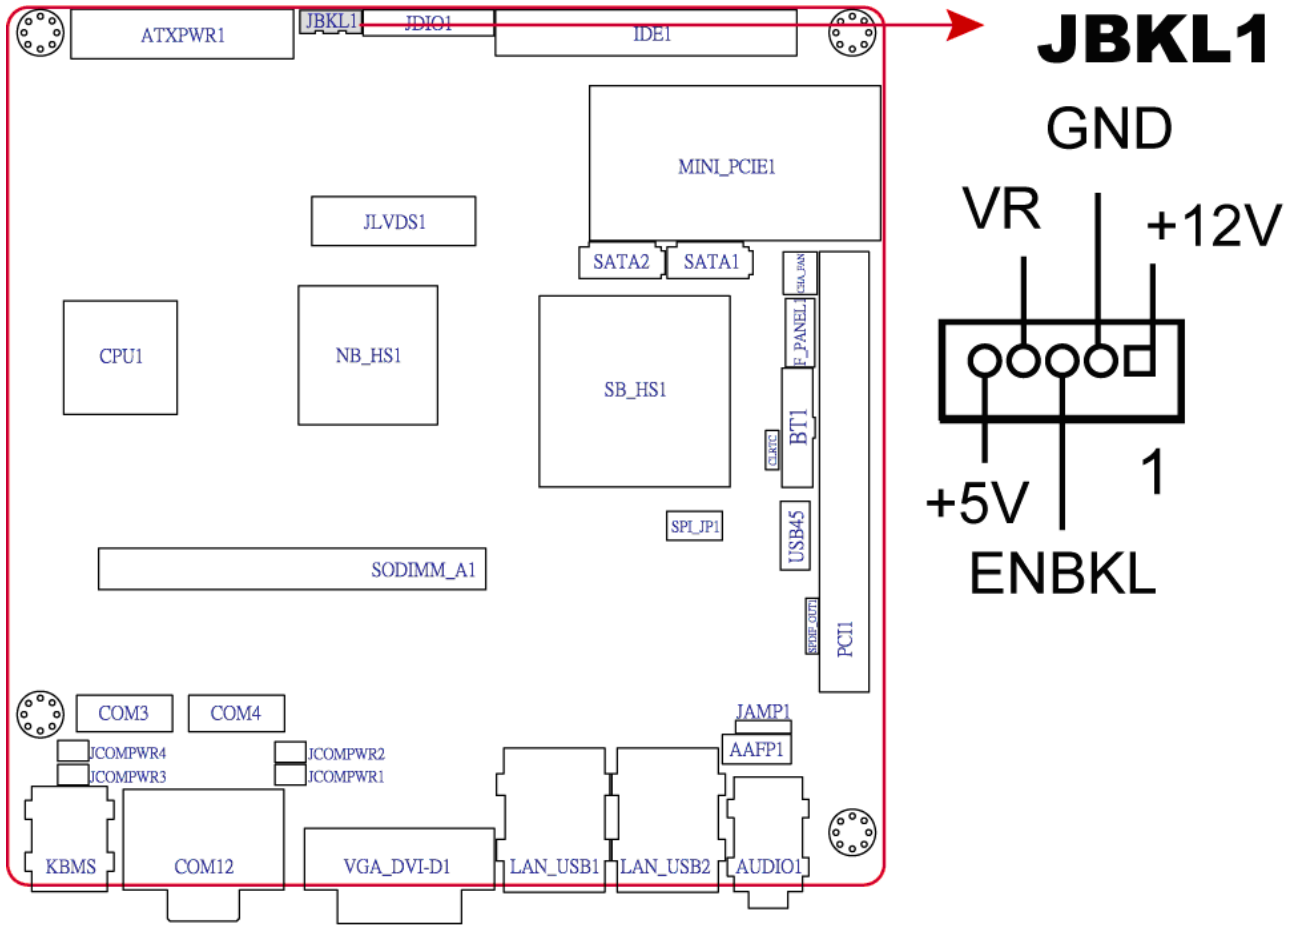 ATXPWR1
JBKL1
JDIO1
IDE1
JBKL1
GND
VR
+12V
MINI_PCIE1
JLVDS1
SATA2
SATA1
CHA_FAN
F_PANEL1
CPU1
NB_HS1
SB_HS1
BT1
CLRTC
+5V
1
ENBKL
SPI_JP1
USB45
SODIMM_A1
SPDIF_OUT1
PCI1
COM3
COM4
JAMP1
AAFP1
JCOMPWR4
JCOMPWR2
JCOMPWR3
JCOMPWR1
KBMS
COM12
VGA_DVI-D1
LAN_USB1
LAN_USB2
AUDIO1